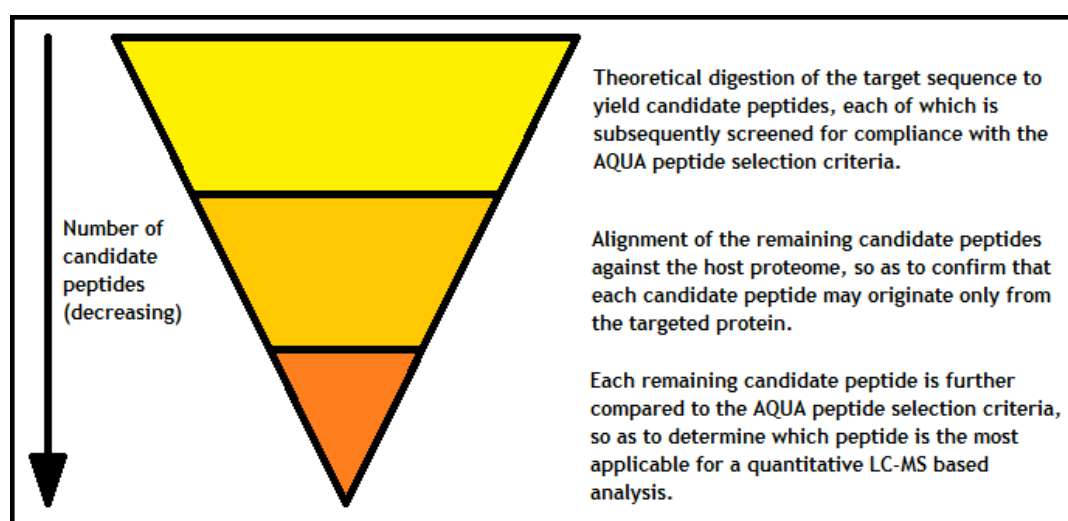 Theoretical digestion of the target sequence to
yield candidate peptides, each of which is
subsequently screened for compliance with the
AQUA peptide selection criteria.
Number of
candidate
peptides
(decreasing)
Alignment of the remaining candidate peptides
against the host proteome, so as to confirm that
each candidate peptide may originate only from
the targeted protein.
Each remaining candidate peptide is further
compared to the AQUA peptide selection criteria,
so as to determine which peptide is the most
applicable for a quantitative LC-MS based
analysis.